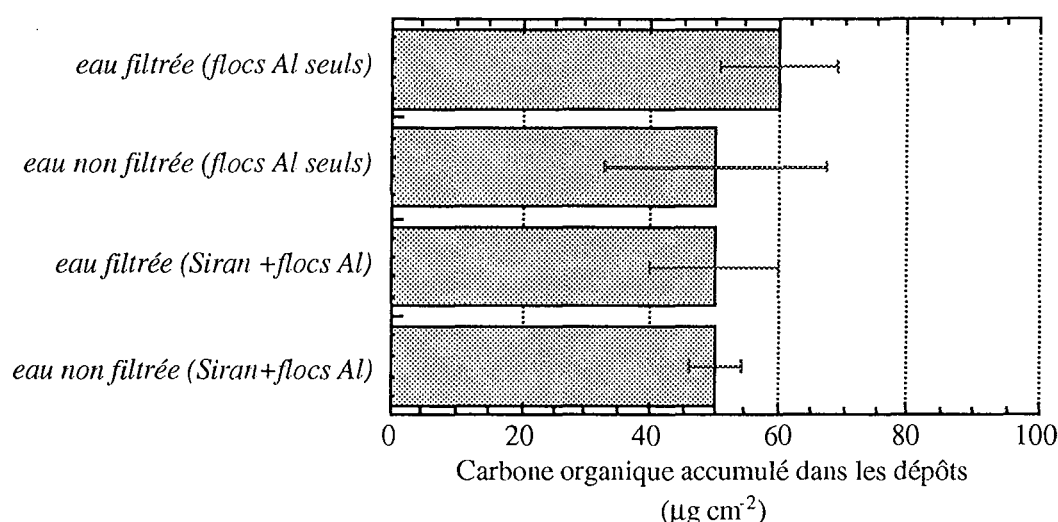 eau filtrée (flocs Al seuls)
eau non filtrée (flocs Al seuls)
eau filtrée (Siran +flocs Al)
eau non filtrée (Siran+flocs Al)
0 20 40 60 80 100
Carbone organique accumulé dans les dépôts
(µg cm-2)